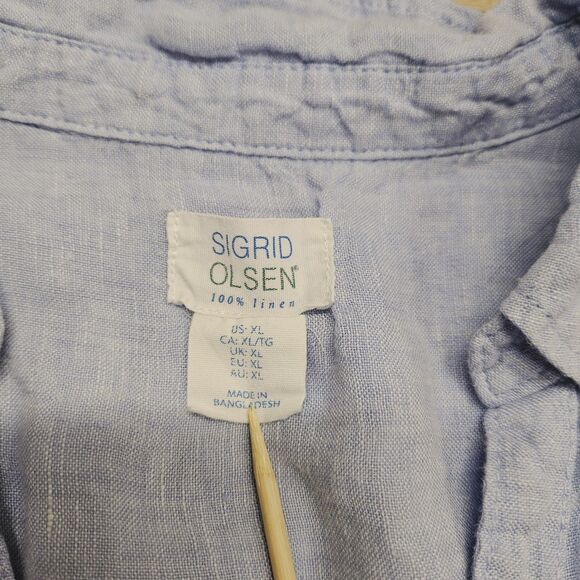 SIGRID
OLSEN®
100% linen
US: XL
CA: XL/TG
UK: XL
EU: XL
AU: XL
MADE IN
BANGLADESH